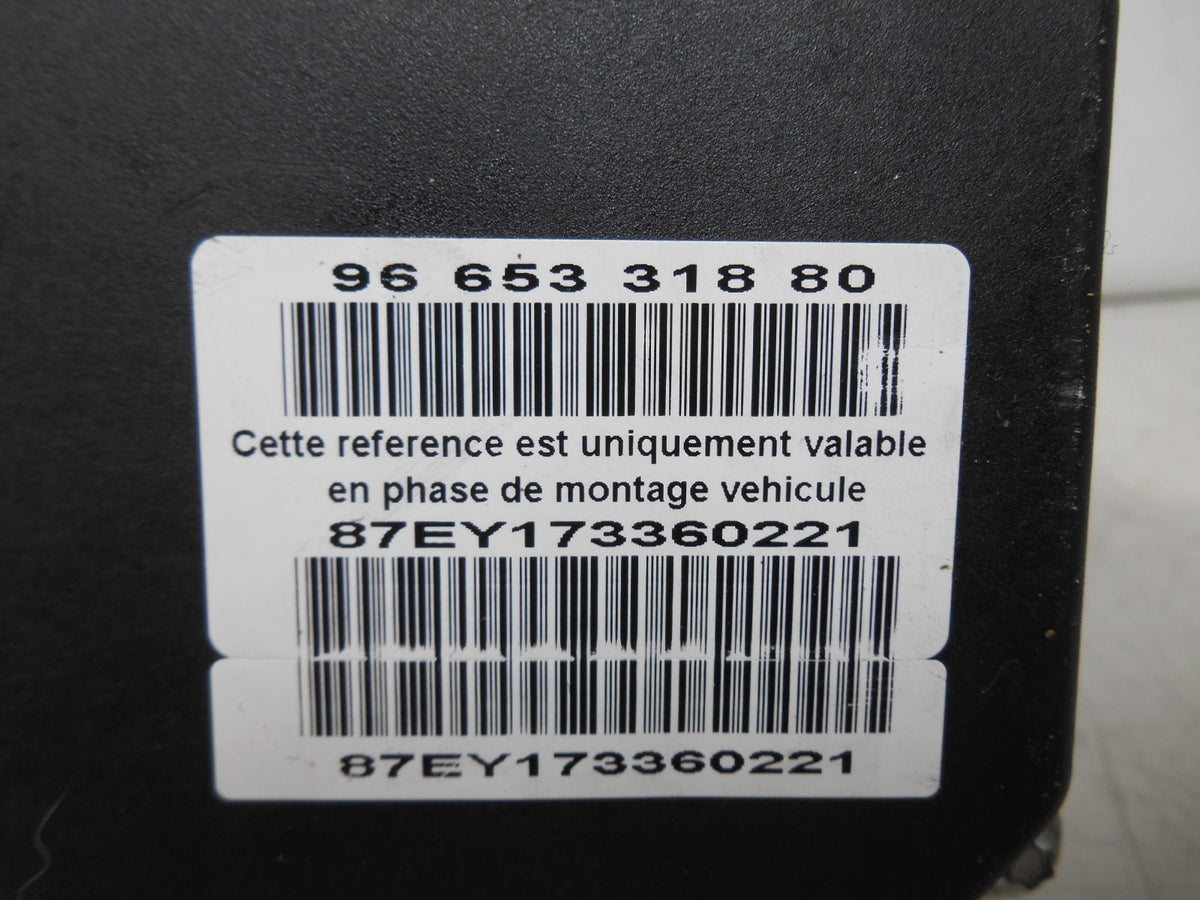 96 653 318 80
Cette reference est uniquement valable
en phase de montage vehicule
87EY173360221
87EY173360221